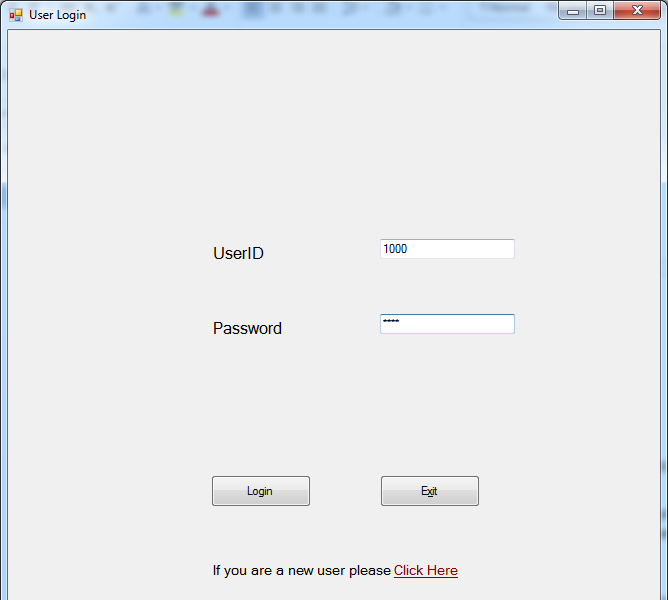 User Login
UserID
1000
Password
****
Login
Exit
If you are a new user please Click Here